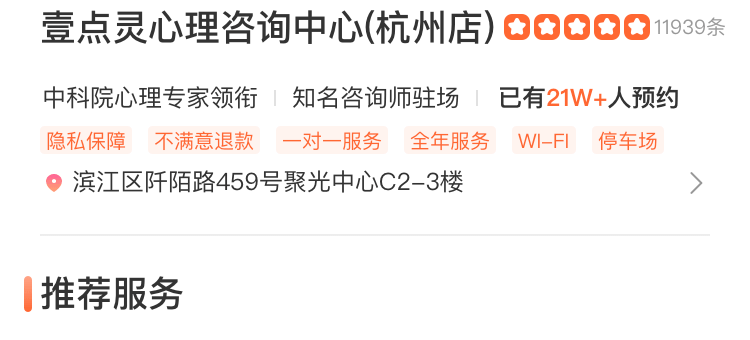 壹点灵心理咨询中心(杭州店) 11939条
中科院心理专家领衔 知名咨询师驻场 已有21W+人预约
隐私保障 不满意退款 一对一服务 全年服务 WI-FI 停车场
滨江区阡陌路459号聚光中心C2-3楼
推荐服务